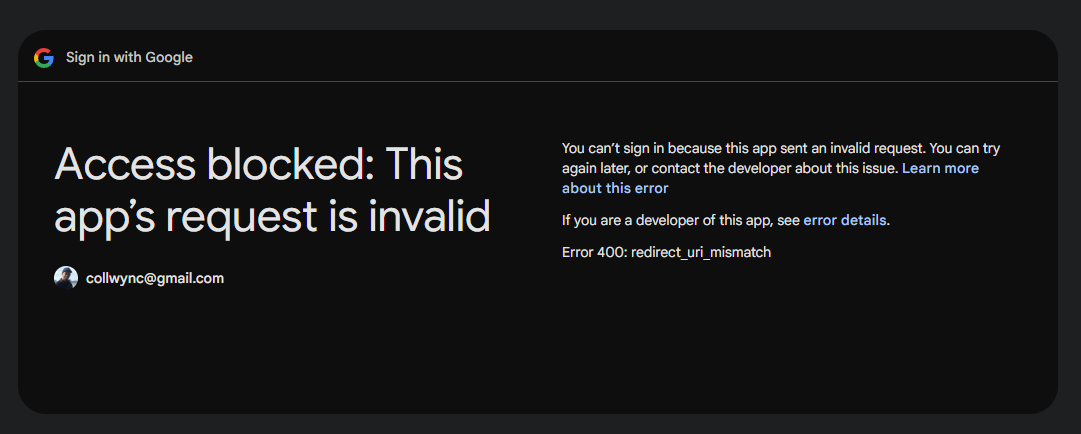 Sign in with Google
Access blocked: This
app’s request is invalid
collwync@gmail.com
You can’t sign in because this app sent an invalid request. You can try
again later, or contact the developer about this issue. Learn more
about this error
If you are a developer of this app, see error details.
Error 400: redirect_uri_mismatch